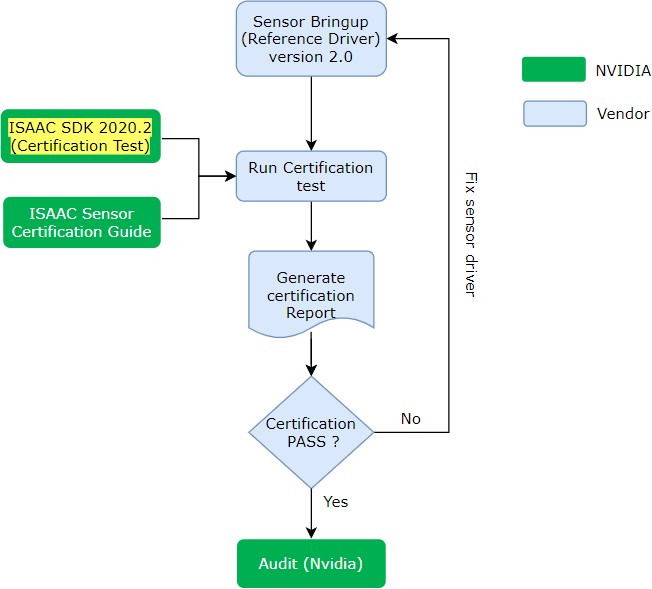 Sensor Bringup
(Reference Driver)
version 2.0
NVIDIA
Vendor
ISAAC SDK 2020.2
(Certification Test)
Run Certification
test
ISAAC Sensor
Certification Guide
Fix sensor driver
Generate
certification
Report
Certification
PASS ?
No
Yes
Audit (Nvidia)